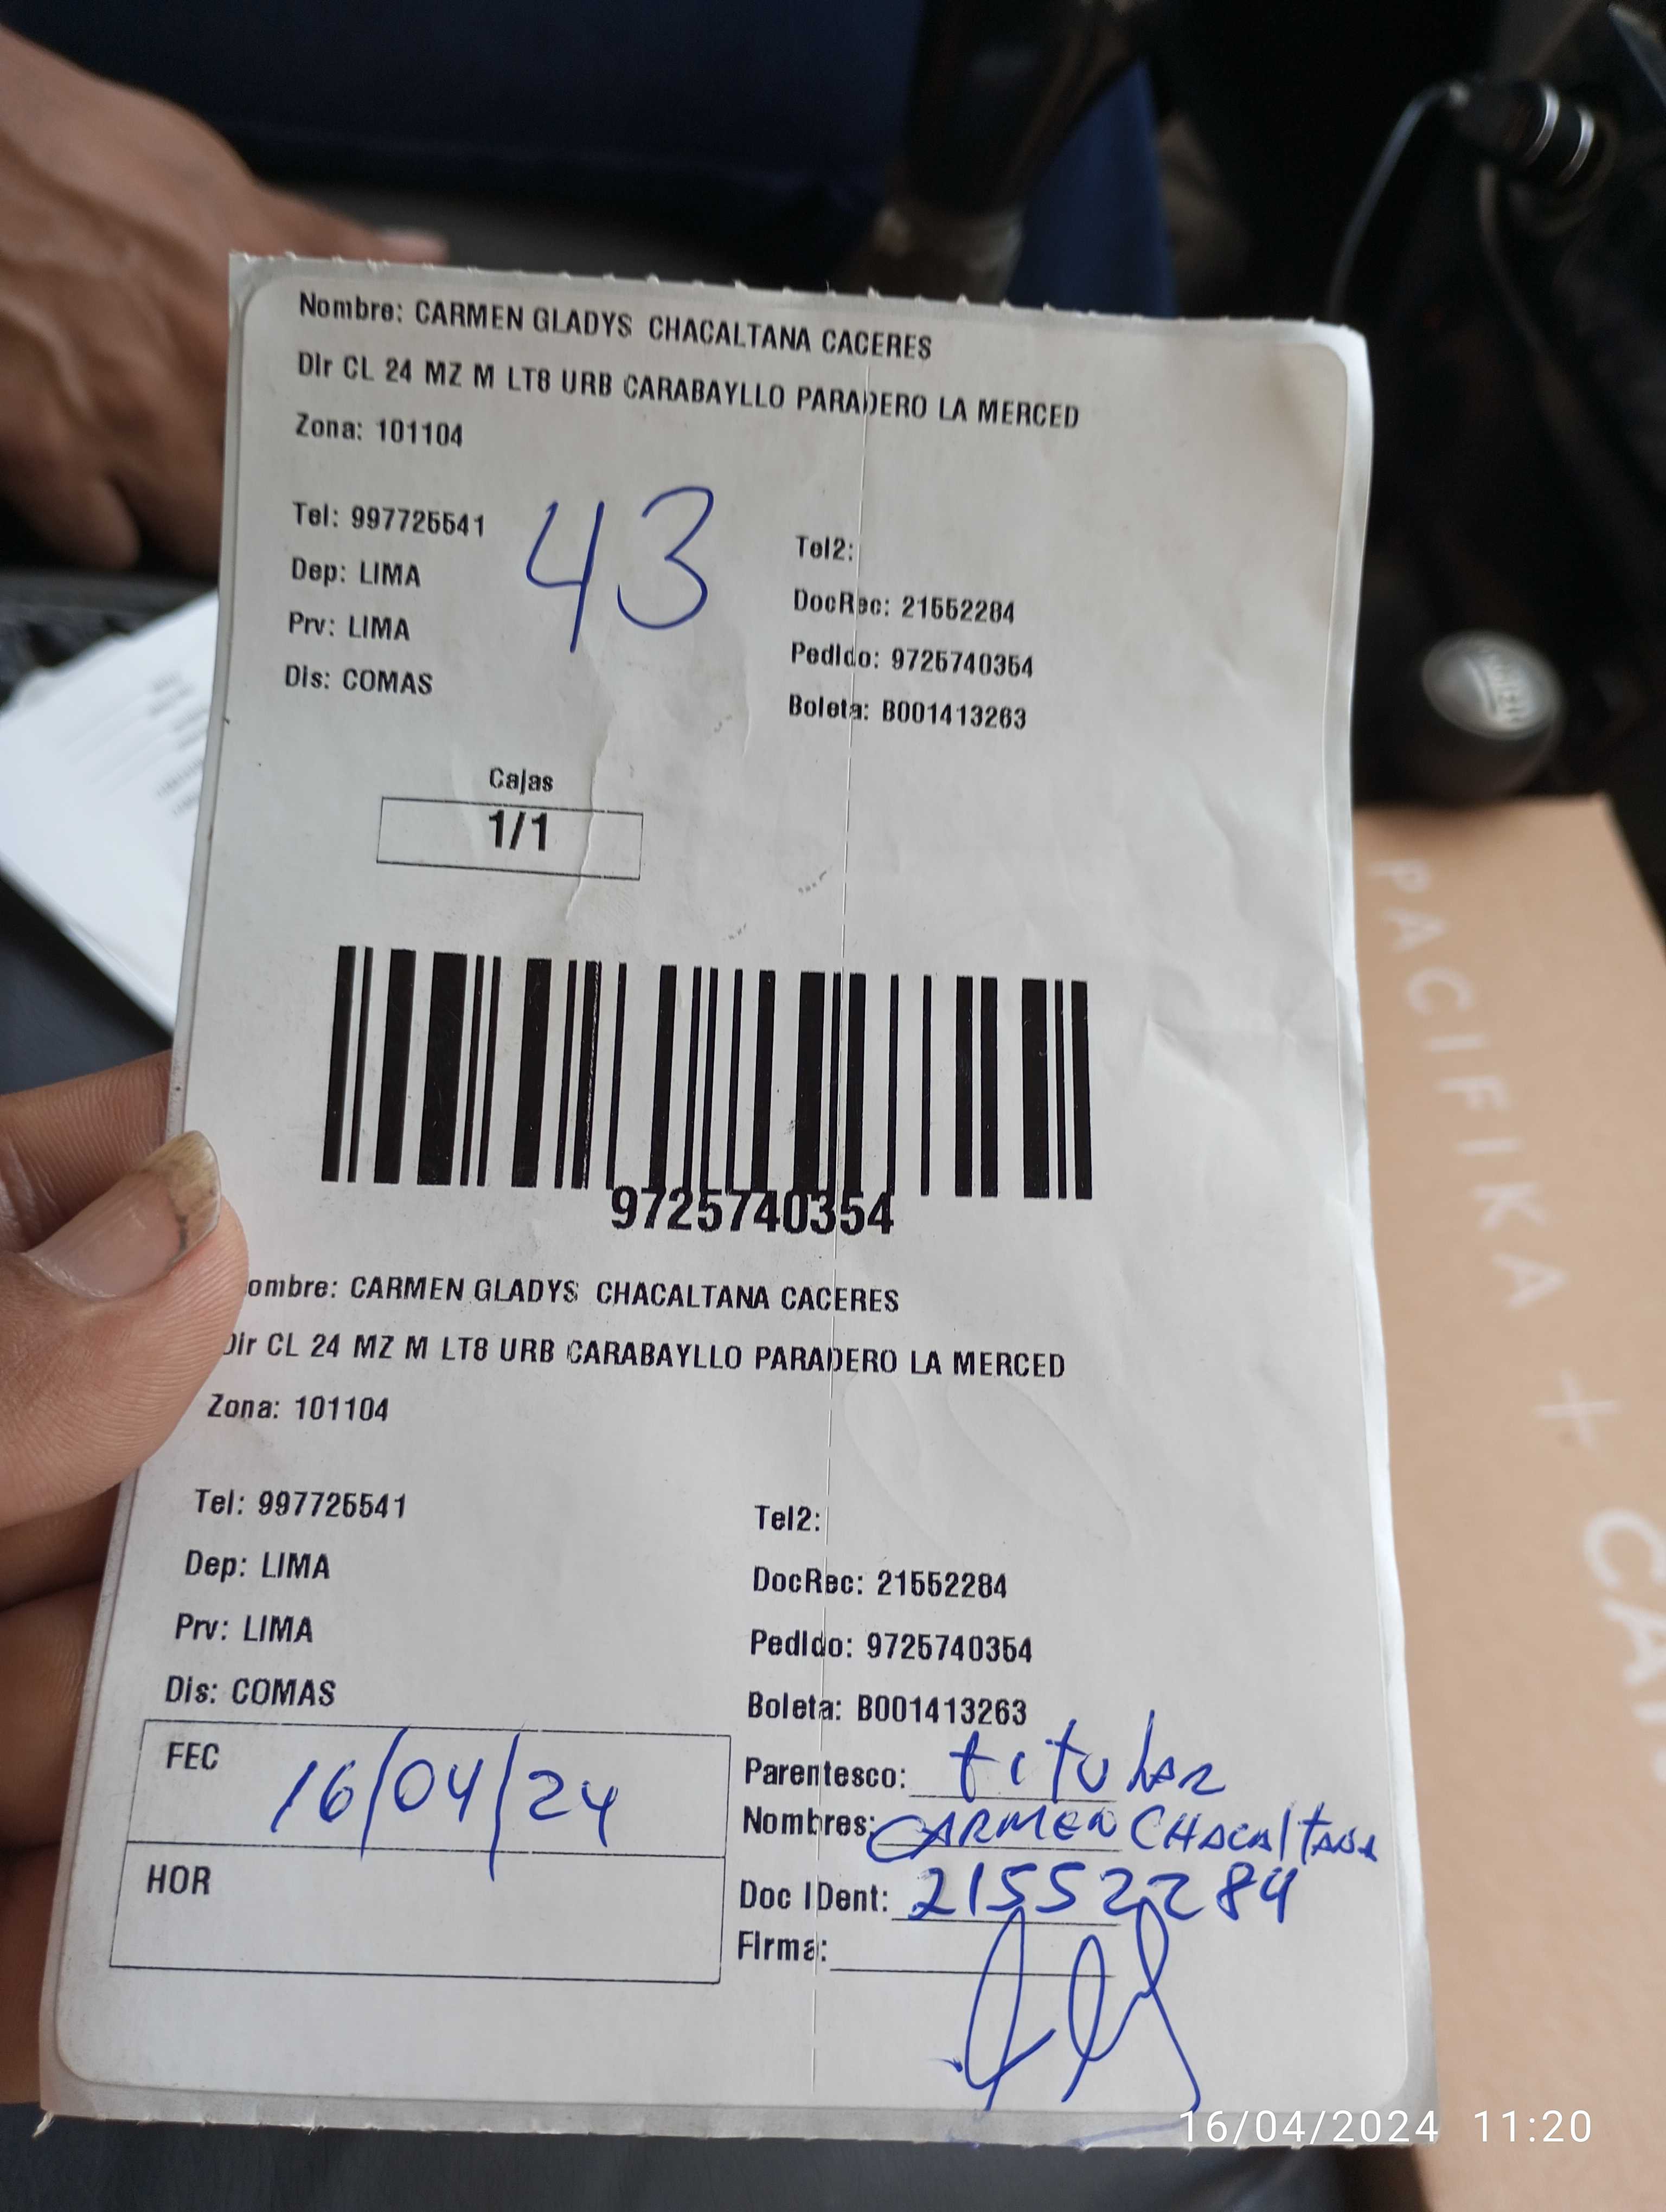 Nombre: CARMEN GLADYS CHACALTANA CACERES
Dir CL 24 MZ M LT8 URB CARABAYLLO PARADERO LA MERCED
Zona: 101104
43
Tel: 997725541
Tel2:
Dep: LIMA
DocRec: 21552284
Prv: LIMA
Pedido: 9725740354
Dis: COMAS
Boleta: B001413263
Cajas
1/1
9725740354
ombre: CARMEN GLADYS CHACALTANA CACERES
Dir CL 24 MZ M LT8 URB CARABAYLLO PARADERO LA MERCED
Zona: 101104
Tel: 997725541
Tel2:
Dep: LIMA
DocRec: 21552284
Prv: LIMA
Pedido: 9725740354
Dis: COMAS
Boleta: B001413263
FEC 16/04/24
Parentesco: titular
Nombres: CARMEN CHACALTANA
HOR
Doc IDent: 21552284
Firma:
PACIFIKA +
16/04/2024 11:20